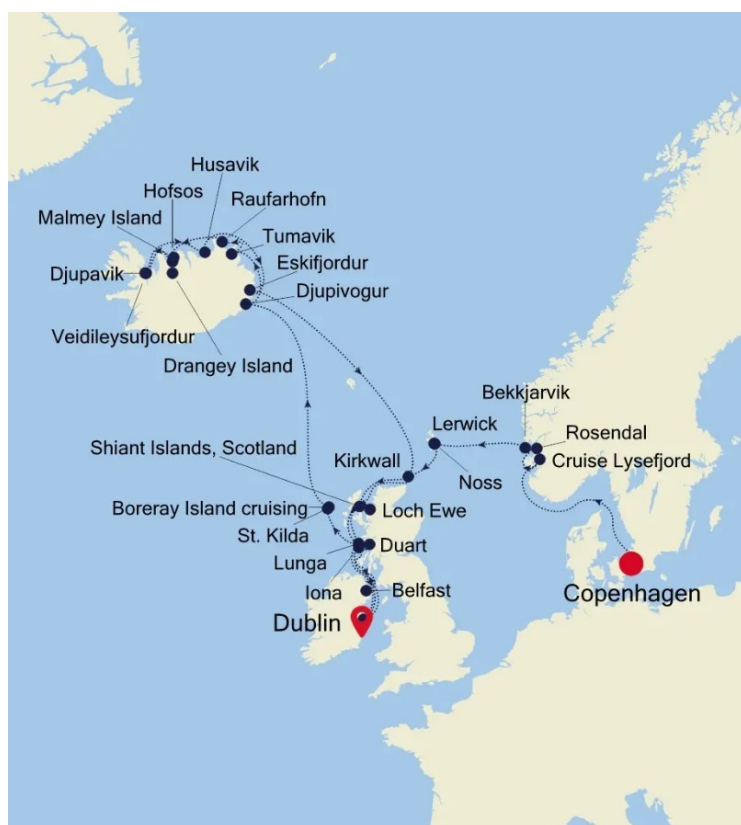 Husavik
Hofsos
Raufarhofn
Malmey Island
Tumavik
Eskifjordur
Djupavik
Djupivogur
Veidileysufjordur
Drangey Island
Bekkjarvik
Lerwick
Rosendal
Shiant Islands, Scotland
Kirkwall
Cruise Lysefjord
Noss
Boreray Island cruising
Loch Ewe
St. Kilda
Duart
Lunga
Iona
Belfast
Copenhagen
Dublin